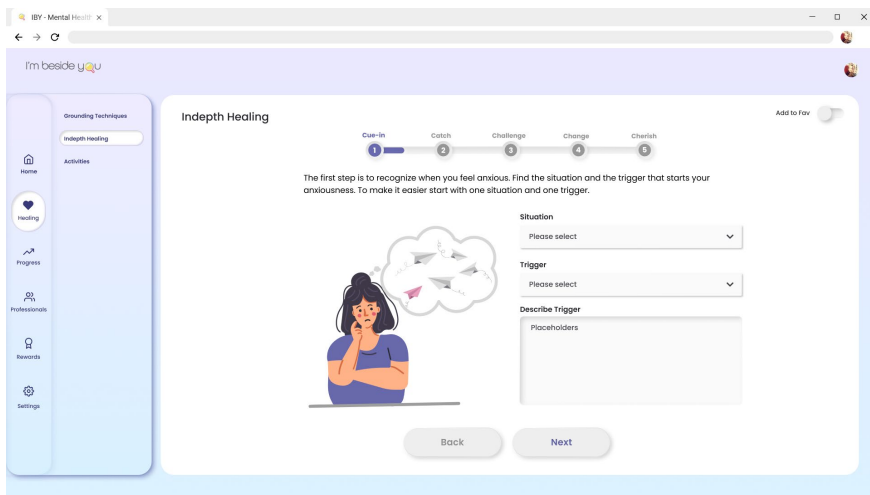 IBY - Mental Health
I'm beside you
Grounding Techniques
Indepth Healing
Activities
Home
Healing
Progress
Professionals
Rewards
Settings
Indepth Healing
Add to Fav
Cue-in
Catch
Challenge
Change
Cherish
1
2
3
4
5
The first step is to recognize when you feel anxious. Find the situation and the trigger that starts your
anxiousness. To make it easier start with one situation and one trigger.
Situation
Please select
Trigger
Please select
Describe Trigger
Placeholders
Back
Next